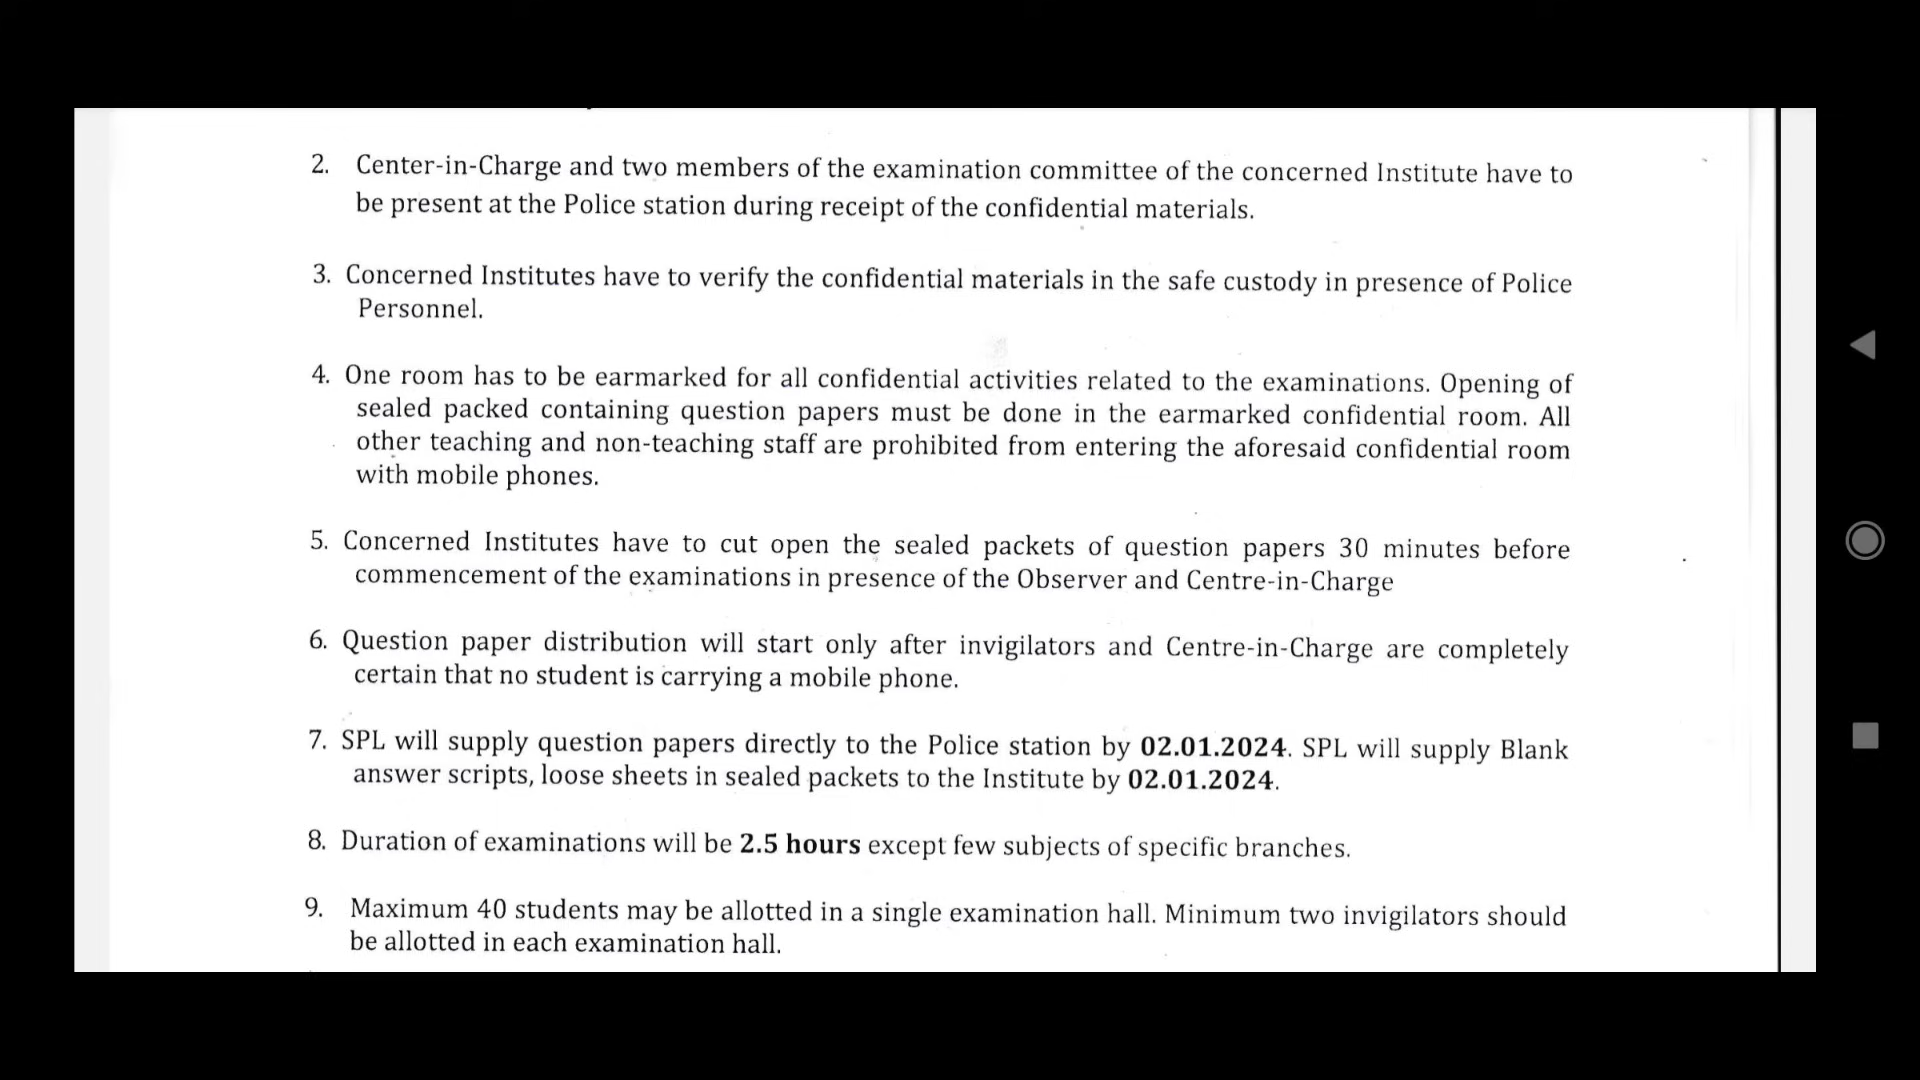 2. Center-in-Charge and two members of the examination committee of the concerned Institute have to
be present at the Police station during receipt of the confidential materials.
3. Concerned Institutes have to verify the confidential materials in the safe custody in presence of Police
Personnel.
4. One room has to be earmarked for all confidential activities related to the examinations. Opening of
sealed packed containing question papers must be done in the earmarked confidential room. All
other teaching and non-teaching staff are prohibited from entering the aforesaid confidential room
with mobile phones.
5. Concerned Institutes have to cut open the sealed packets of question papers 30 minutes before
commencement of the examinations in presence of the Observer and Centre-in-Charge
6. Question paper distribution will start only after invigilators and Centre-in-Charge are completely
certain that no student is carrying a mobile phone.
7. SPL will supply question papers directly to the Police station by 02.01.2024. SPL will supply Blank
answer scripts, loose sheets in sealed packets to the Institute by 02.01.2024.
8. Duration of examinations will be 2.5 hours except few subjects of specific branches.
9. Maximum 40 students may be allotted in a single examination hall. Minimum two invigilators should
be allotted in each examination hall.